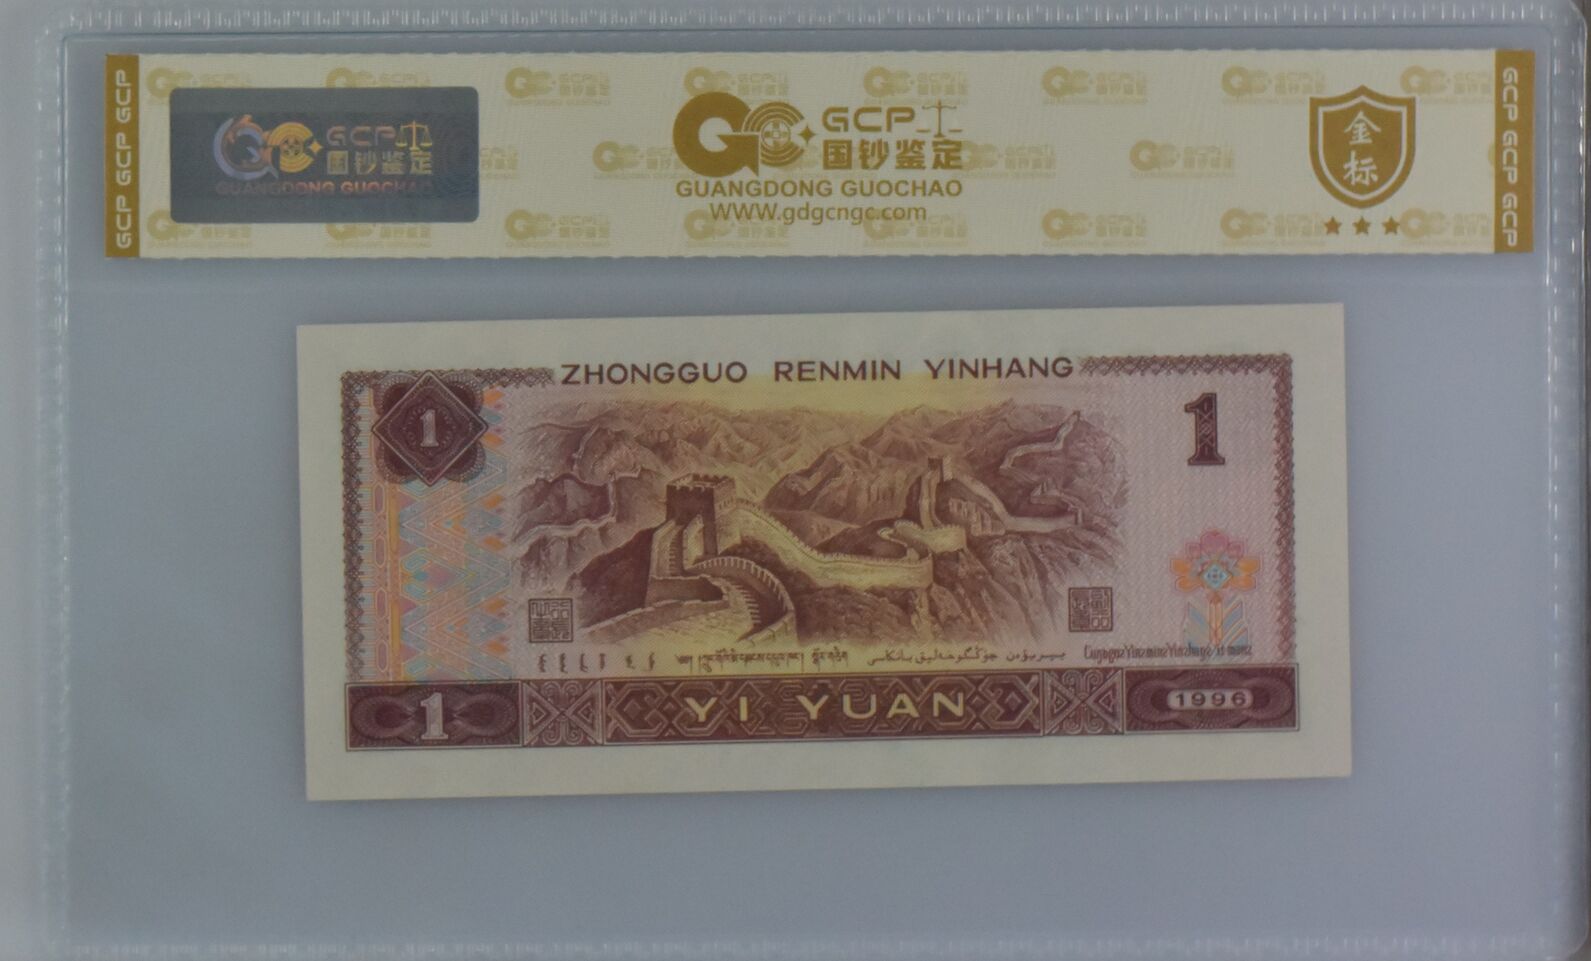 GCP GCP GCP
GCP
国钞鉴定
GUANGDONG GUOCHAO
GCP
国钞鉴定
GUANGDONG GUOCHAO
WWW.gdgcngc.com
金标
GCP GCP GCP
ZHONGGUO RENMIN YINHANG
1
1
1
YI YUAN
1996